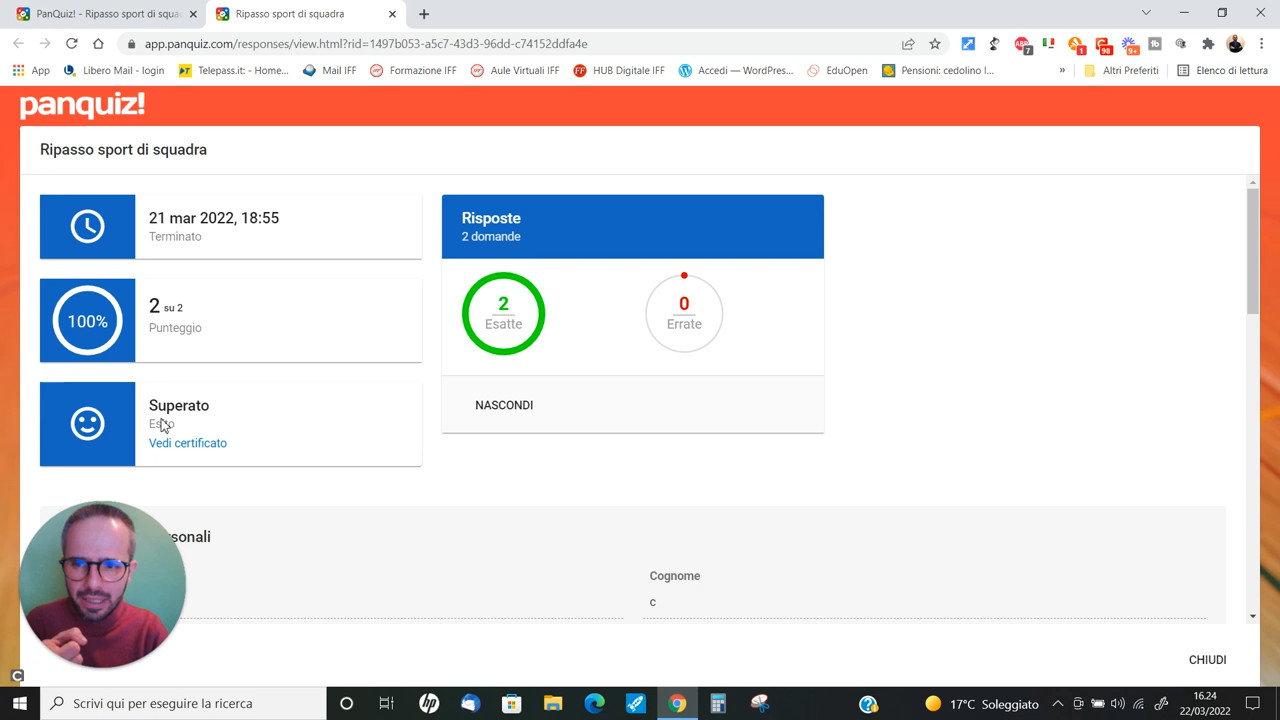 PanQuiz! - Ripasso sport di squa
Ripasso sport di squadra
app.panquiz.com/responses/view.html?rid=1497b053-a5c7-43d3-96dd-c74152ddfa4e
App
Libero Mail - login
Telepass.it: - Home...
Mail IFF
Formazione IFF
Aule Virtuali IFF
HUB Digitale IFF
Accedi — WordPres...
EduOpen
Pensioni: cedolino l...
»
Altri Preferiti
Elenco di lettura
panquiz!
Ripasso sport di squadra
21 mar 2022, 18:55
Terminato
100%
2 su 2
Punteggio
Superato
Vedi certificato
Risposte
2 domande
2
Esatte
0
Errate
NASCONDI
sonali
Cognome
c
CHIUDI
Scrivi qui per eseguire la ricerca
17°C Soleggiato
16.24
22/03/2022